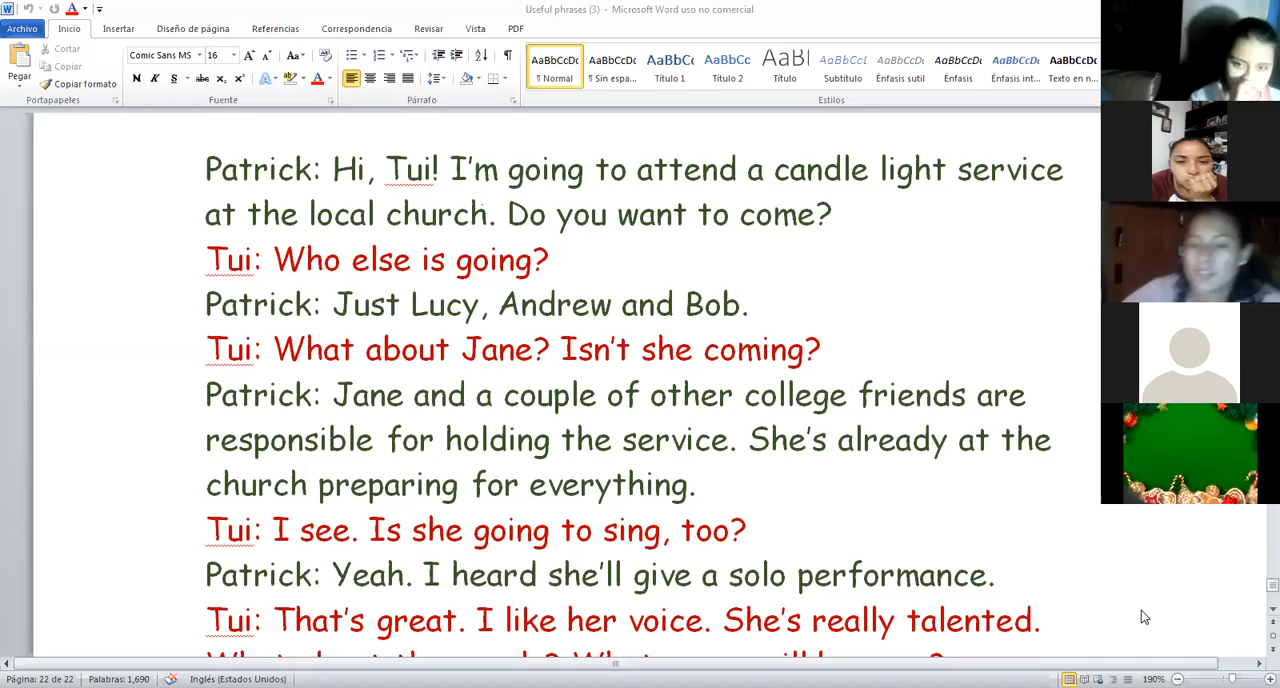 Useful phrases (3) - Microsoft Word uso no comercial
Archivo Inicio Insertar Diseño de página Referencias Correspondencia Revisar Vista PDF
Pegar
Cortar
Copiar
Copiar formato
Comic Sans MS 16
AaBbCcDc AaBbCcDc AaBbCc AaBbCc AaBl AaBbCcl AaBbCcDc AaBbCcDc AaBbCcDc AaBbCcDc
¶ Normal ¶ Sin espa... Título 1 Título 2 Título Subtítulo Énfasis sutil Énfasis Énfasis int... Texto en n...
Portapapeles Fuente Párrafo Estilos
Patrick: Hi, Tui! I'm going to attend a candle light service
at the local church. Do you want to come?
Tui: Who else is going?
Patrick: Just Lucy, Andrew and Bob.
Tui: What about Jane? Isn't she coming?
Patrick: Jane and a couple of other college friends are
responsible for holding the service. She's already at the
church preparing for everything.
Tui: I see. Is she going to sing, too?
Patrick: Yeah. I heard she'll give a solo performance.
Tui: That's great. I like her voice. She's really talented.
Página: 22 de 22 Palabras: 1,690 Inglés (Estados Unidos) 190%